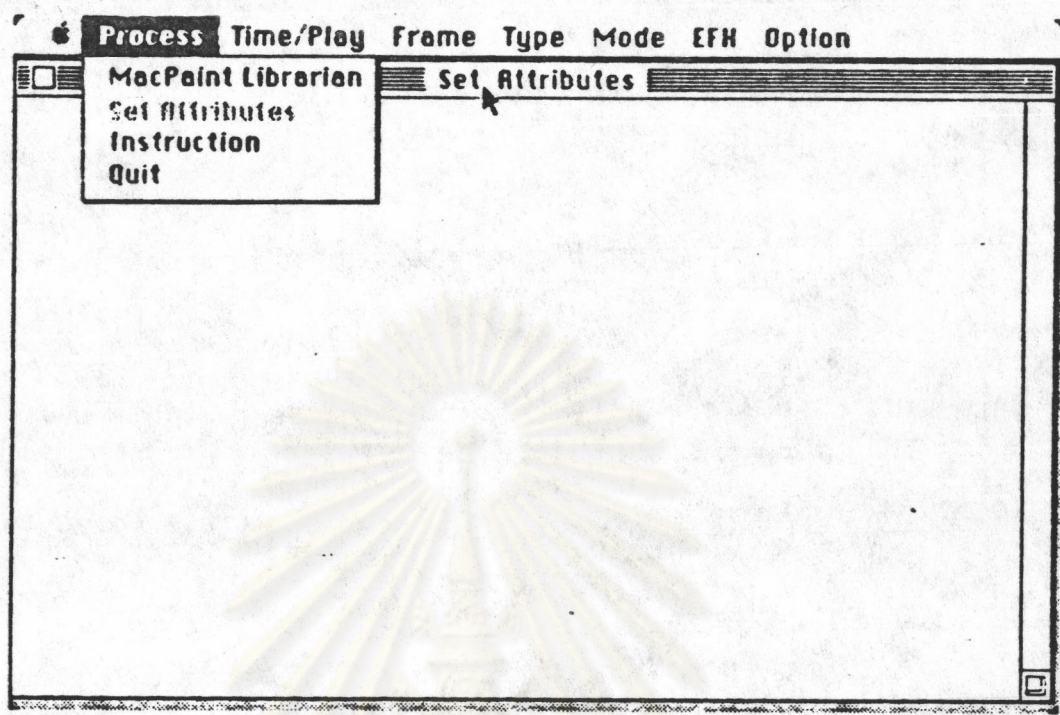 Process Time/Play Frame Type Mode EFX Option
Set Attributes
MacPaint Librarian
Set Attributes
Instruction
Quit